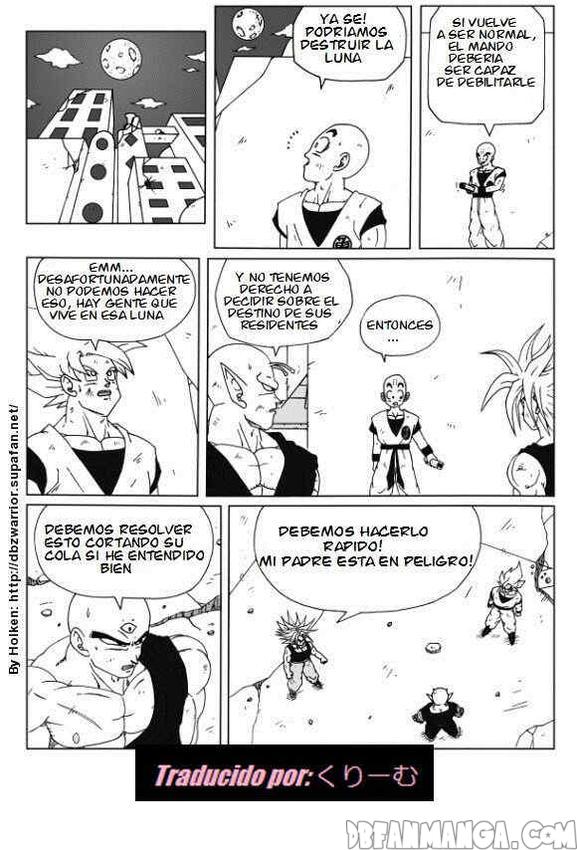 YA SE!
PODRIAMOS
DESTRUIR LA
LUNA
SI VUELVE
A SER NORMAL,
EL MANDO
DEBERIA
SER CAPAZ
DE DEBILITARLE
EMM...
DESAFORTUNADAMENTE
NO PODEMOS HACER
ESO, HAY GENTE QUE
VIVE EN ESA LUNA
Y NO TENEMOS
DERECHO A
DECIDIR SOBRE EL
DESTINO DE SUS
RESIDENTES
ENTONCES
...
DEBEMOS RESOLVER
ESTO CORTANDO SU
COLA SI HE ENTENDIDO
BIEN
DEBEMOS HACERLO
RAPIDO!
MI PADRE ESTA EN PELIGRO!
By Holken: http://dbzwarrior.supafan.net/
Traducido por: くりーむ
DBFANMANGA.COM